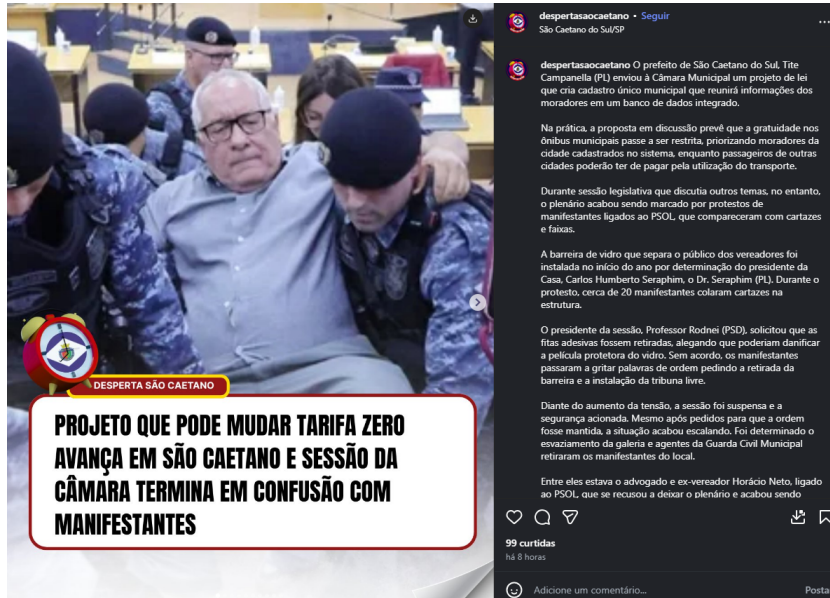 DESPERTA SÃO CAETANO
PROJETO QUE PODE MUDAR TARIFA ZERO
AVANÇA EM SÃO CAETANO E SESSÃO DA
CÂMARA TERMINA EM CONFUSÃO COM
MANIFESTANTES
despertasaocaetano • Seguir
São Caetano do Sul/SP
despertasaocaetano O prefeito de São Caetano do Sul, Tite
Campanella (PL) enviou à Câmara Municipal um projeto de lei
que cria cadastro único municipal que reunirá informações dos
moradores em um banco de dados integrado.
Na prática, a proposta em discussão prevê que a gratuidade nos
ônibus municipais passe a ser restrita, priorizando moradores da
cidade cadastrados no sistema, enquanto passageiros de outras
cidades poderão ter de pagar pela utilização do transporte.
Durante sessão legislativa que discutia outros temas, no entanto,
o plenário acabou sendo marcado por protestos de
manifestantes ligados ao PSOL, que compareceram com cartazes
e faixas.
A barreira de vidro que separa o público dos vereadores foi
instalada no início do ano por determinação do presidente da
Casa, Carlos Humberto Seraphim, o Dr. Seraphim (PL). Durante o
protesto, cerca de 20 manifestantes colaram cartazes na
estrutura.
O presidente da sessão, Professor Rodnei (PSD), solicitou que as
fitas adesivas fossem retiradas, alegando que poderiam danificar
a película protetora do vidro. Sem acordo, os manifestantes
passaram a gritar palavras de ordem pedindo a retirada da
barreira e a instalação da tribuna livre.
Diante do aumento da tensão, a sessão foi suspensa e a
segurança acionada. Mesmo após pedidos para que a ordem
fosse mantida, a situação acabou escalando. Foi determinado o
esvaziamento da galeria e agentes da Guarda Civil Municipal
retiraram os manifestantes do local.
Entre eles estava o advogado e ex-vereador Horácio Neto, ligado
ao PSOL, que se recusou a deixar o plenário e acabou sendo
99 curtidas
há 8 horas
Adicione um comentário...
Posta